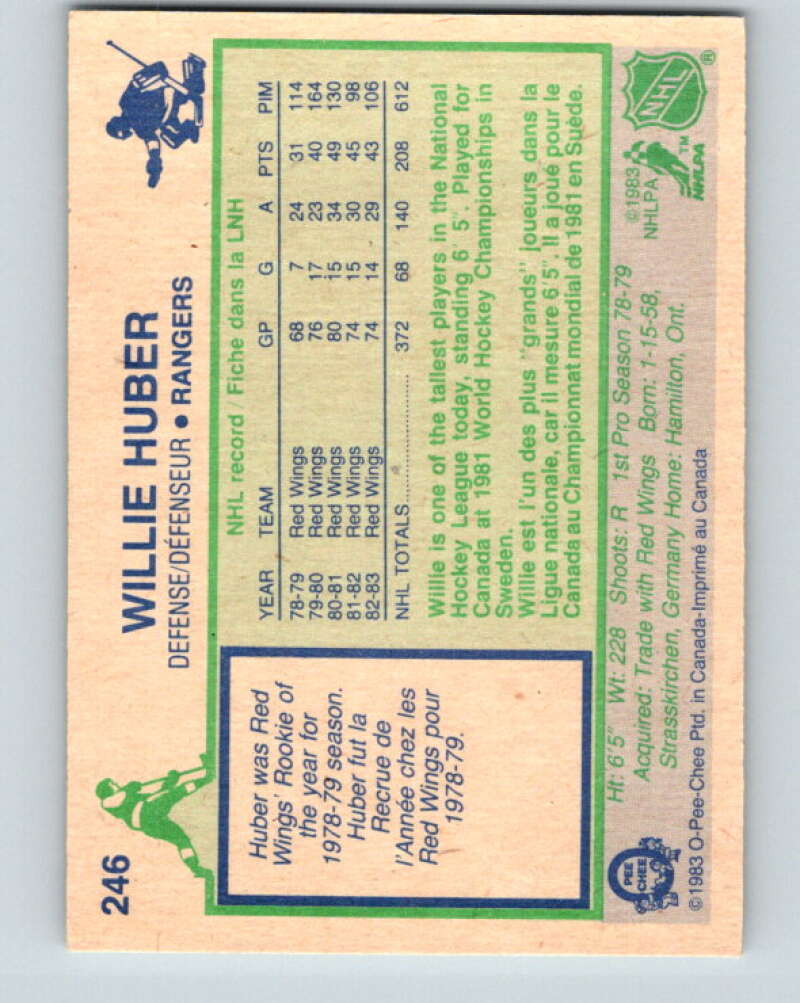 246
WILLIE HUBER
DEFENSE/DÉFENSEUR • RANGERS
Huber was Red
Wings' Rookie of
the year for
1978-79 season.
Huber fut la
Recrue de
l'Année chez les
Red Wings pour
1978-79.
NHL record / Fiche dans la LNH
YEAR TEAM GP G A PTS PIM
78-79 Red Wings 68 7 24 31 114
79-80 Red Wings 76 17 23 40 164
80-81 Red Wings 80 15 34 49 130
81-82 Red Wings 74 15 30 45 98
82-83 Red Wings 74 14 29 43 106
NHL TOTALS.................. 372 68 140 208 612
Willie is one of the tallest players in the National
Hockey League today, standing 6' 5". Played for
Canada at 1981 World Hockey Championships in
Sweden.
Willie est l'un des plus "grands" joueurs dans la
Ligue nationale, car il mesure 6'5". Il a joué pour le
Canada au Championnat mondial de 1981 en Suède.
Ht: 6'5" Wt: 228 Shoots: R 1st Pro Season 78-79
Acquired: Trade with Red Wings Born: 1-15-58,
Strasskirchen, Germany Home: Hamilton, Ont.
©1983
NHLPA
NHLPA ™
NHL ®
PEE
CHEE
©1983 O-Pee-Chee Ptd. in Canada-Imprimé au Canada